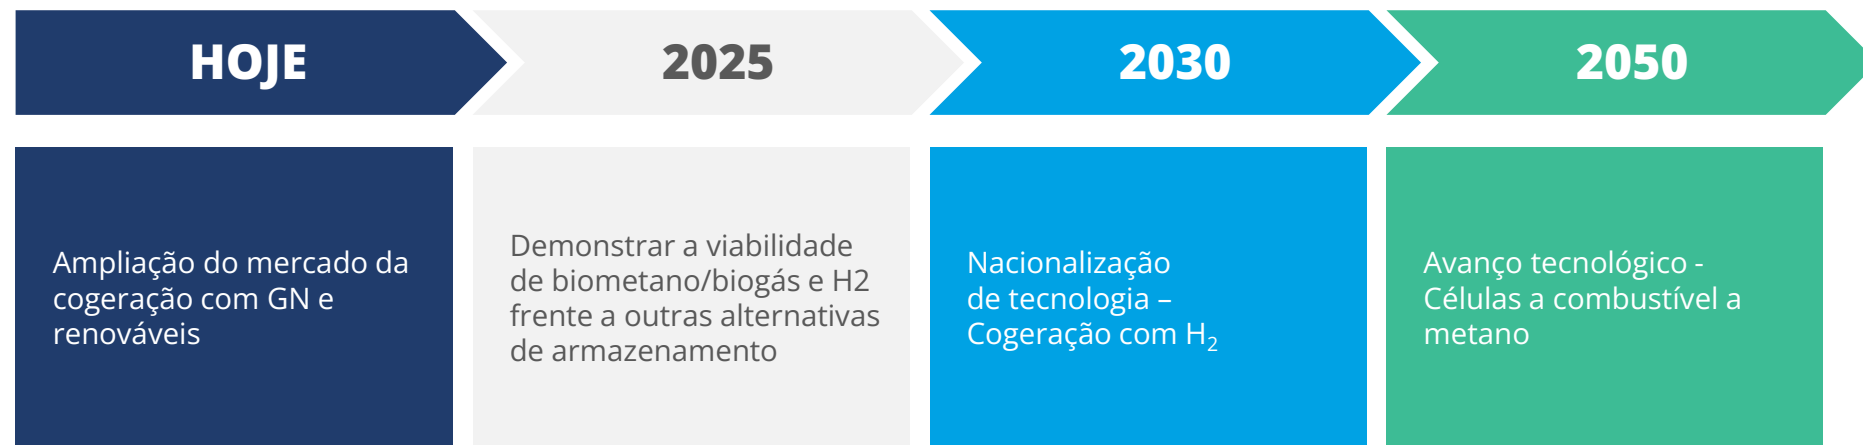 HOJE
2025
2030
2050
Ampliação do mercado da
cogeração com GN e
renováveis
Demonstrar a viabilidade
de biometano/biogás e H2
frente a outras alternativas
de armazenamento
Nacionalização
de tecnologia –
Cogeração com H₂
Avanço tecnológico -
Células a combustível a
metano